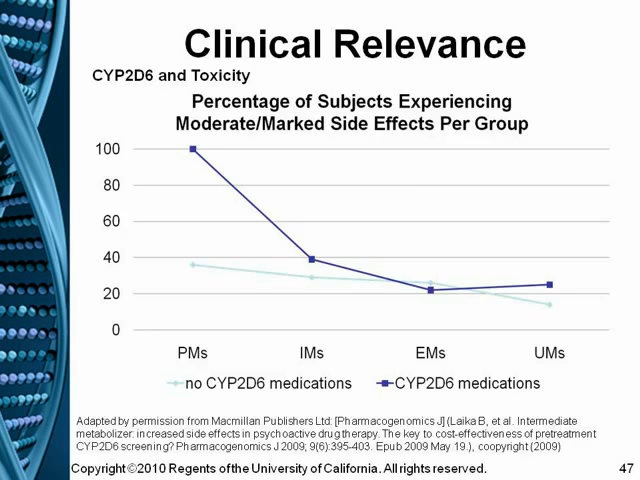 Clinical Relevance
CYP2D6 and Toxicity
Percentage of Subjects Experiencing
Moderate/Marked Side Effects Per Group
100
80
60
40
20
0
PMs IMs EMs UMs
no CYP2D6 medications CYP2D6 medications
Adapted by permission from Macmillan Publishers Ltd: [Pharmacogenomics J] (Laika B, et al. Intermediate
metabolizer: increased side effects in psychoactive drug therapy. The key to cost-effectiveness of pretreatment
CYP2D6 screening? Pharmacogenomics J 2009; 9(6):395-403. Epub 2009 May 19.), coopyright (2009)
Copyright ©2010 Regents of the University of California. All rights reserved. 47